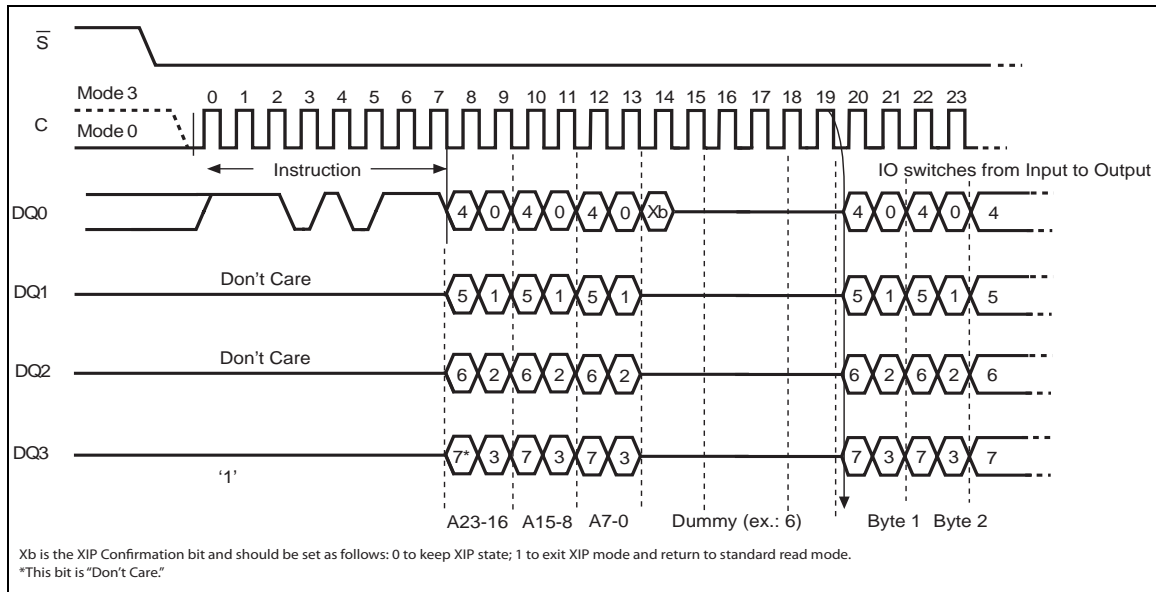 S
Mode 3
0 1 2 3 4 5 6 7 8 9 10 11 12 13 14 15 16 17 18 19 20 21 22 23
C
Mode 0
Instruction
IO switches from Input to Output
DQ0
4 0 4 0 4 0 Xb 4 0 4 0 4
Don’t Care
DQ1
5 1 5 1 5 1 5 1 5 1 5
Don’t Care
DQ2
6 2 6 2 6 2 6 2 6 2 6
DQ3
7* 3 7 3 7 3 7 3 7 3 7
‘1’
A23-16 A15-8 A7-0 Dummy (ex.: 6) Byte 1 Byte 2
Xb is the XIP Confirmation bit and should be set as follows: 0 to keep XIP state; 1 to exit XIP mode and return to standard read mode.
*This bit is “Don’t Care.”